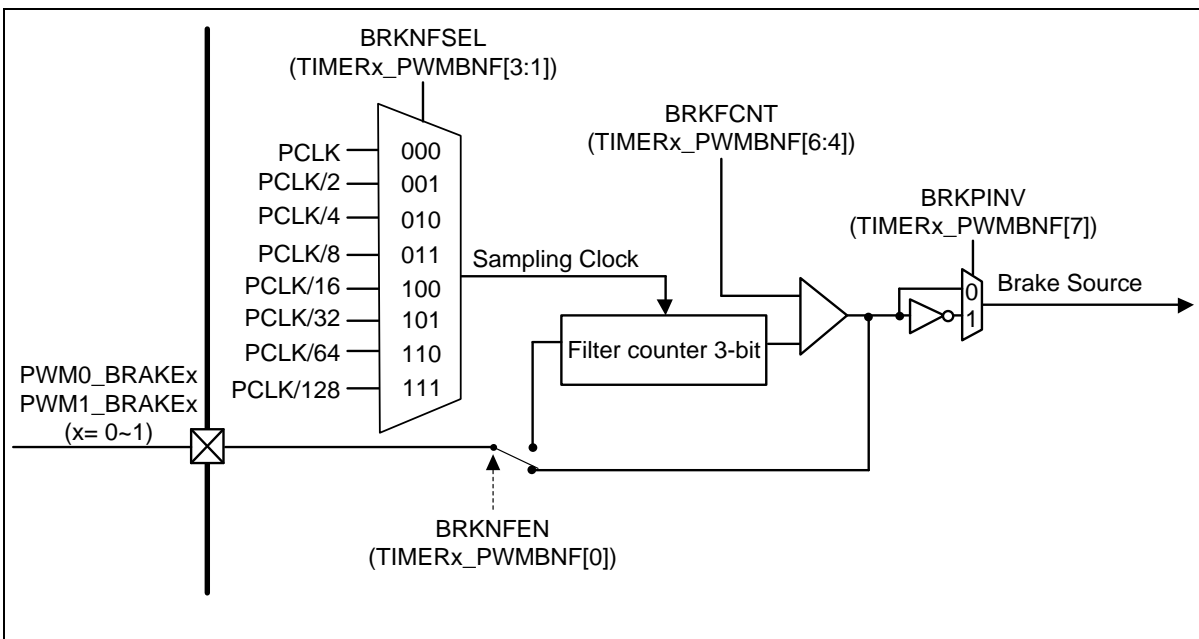 BRKNFSEL
(TIMERx_PWMBNF[3:1])
BRKFCNT
(TIMERx_PWMBNF[6:4])
PCLK
000
PCLK/2
001
PCLK/4
010
PCLK/8
011
PCLK/16
100
PCLK/32
101
PCLK/64
110
PCLK/128
111
Sampling Clock
Filter counter 3-bit
BRKPINV
(TIMERx_PWMBNF[7])
0
1
Brake Source
PWM0_BRAKEx
PWM1_BRAKEx
(x= 0~1)
BRKNFEN
(TIMERx_PWMBNF[0])